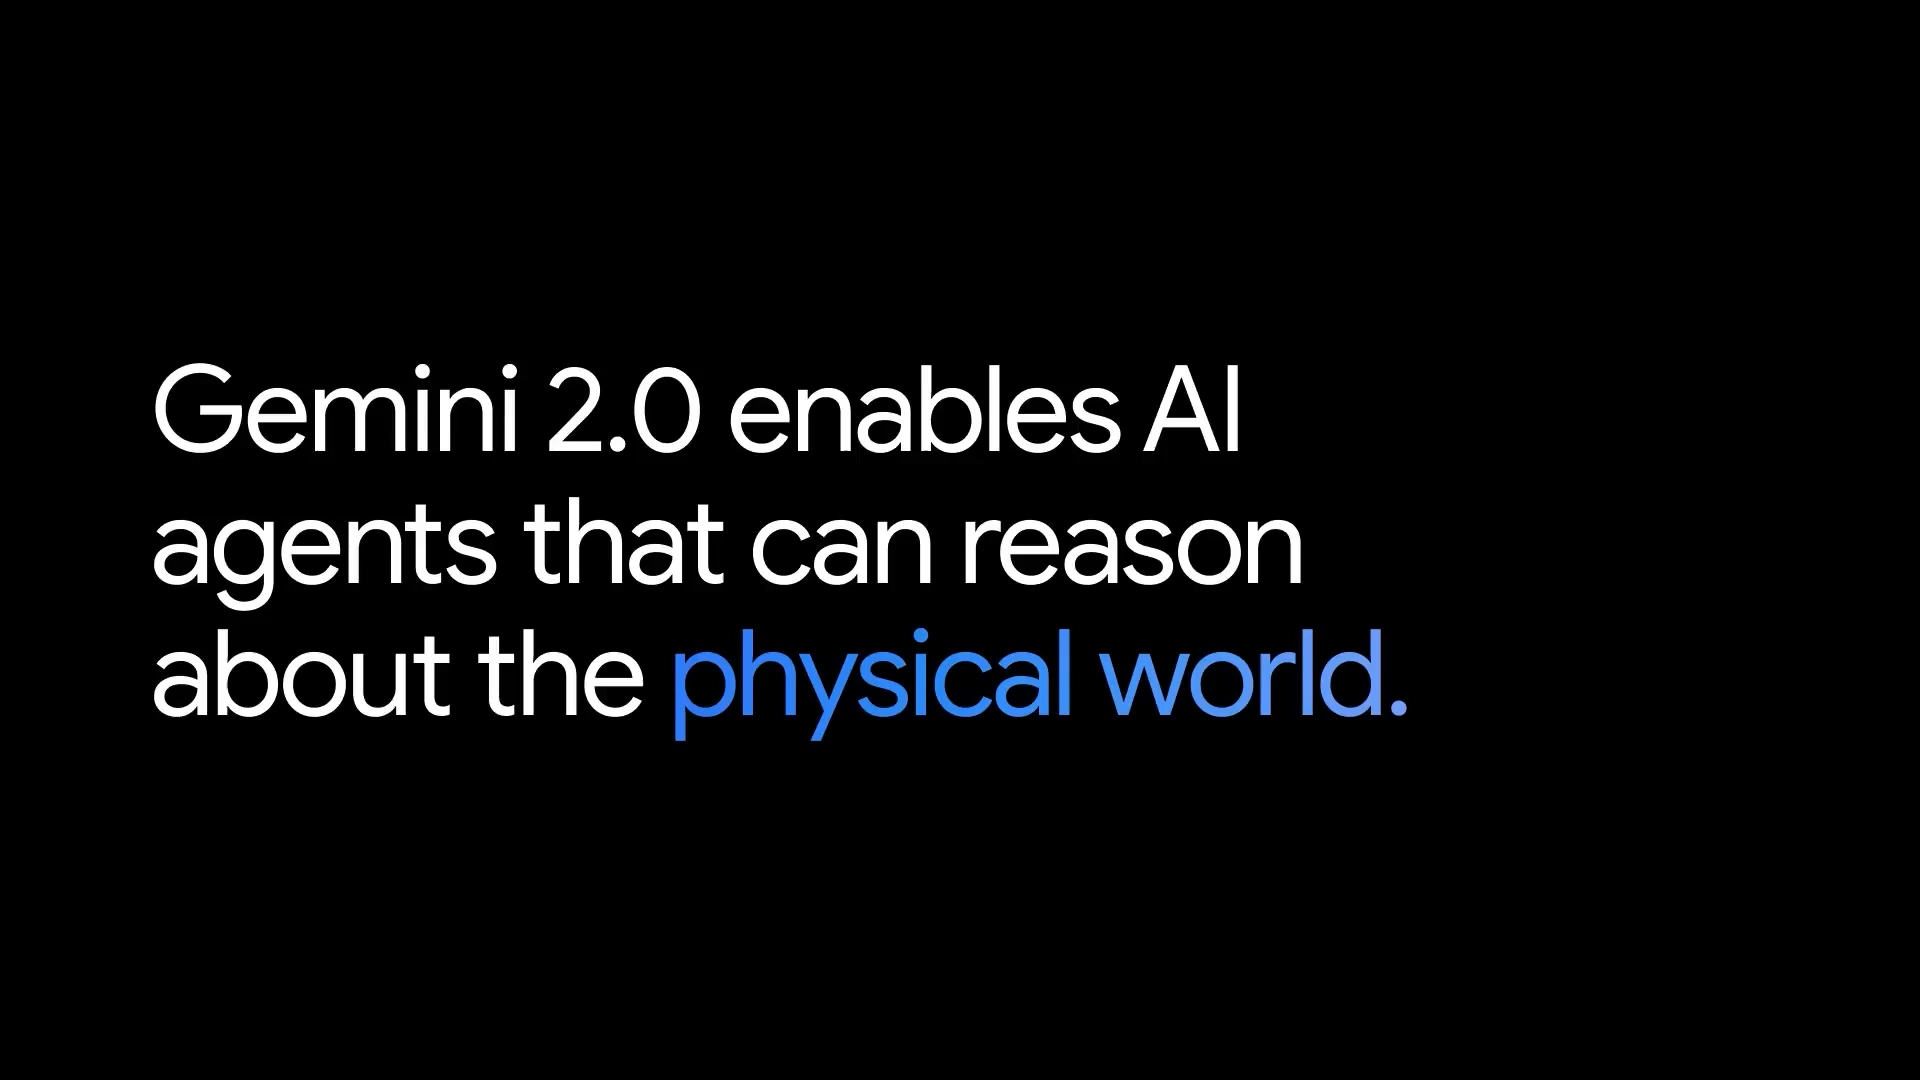 Gemini 2.0 enables AI
agents that can reason
about the physical world.